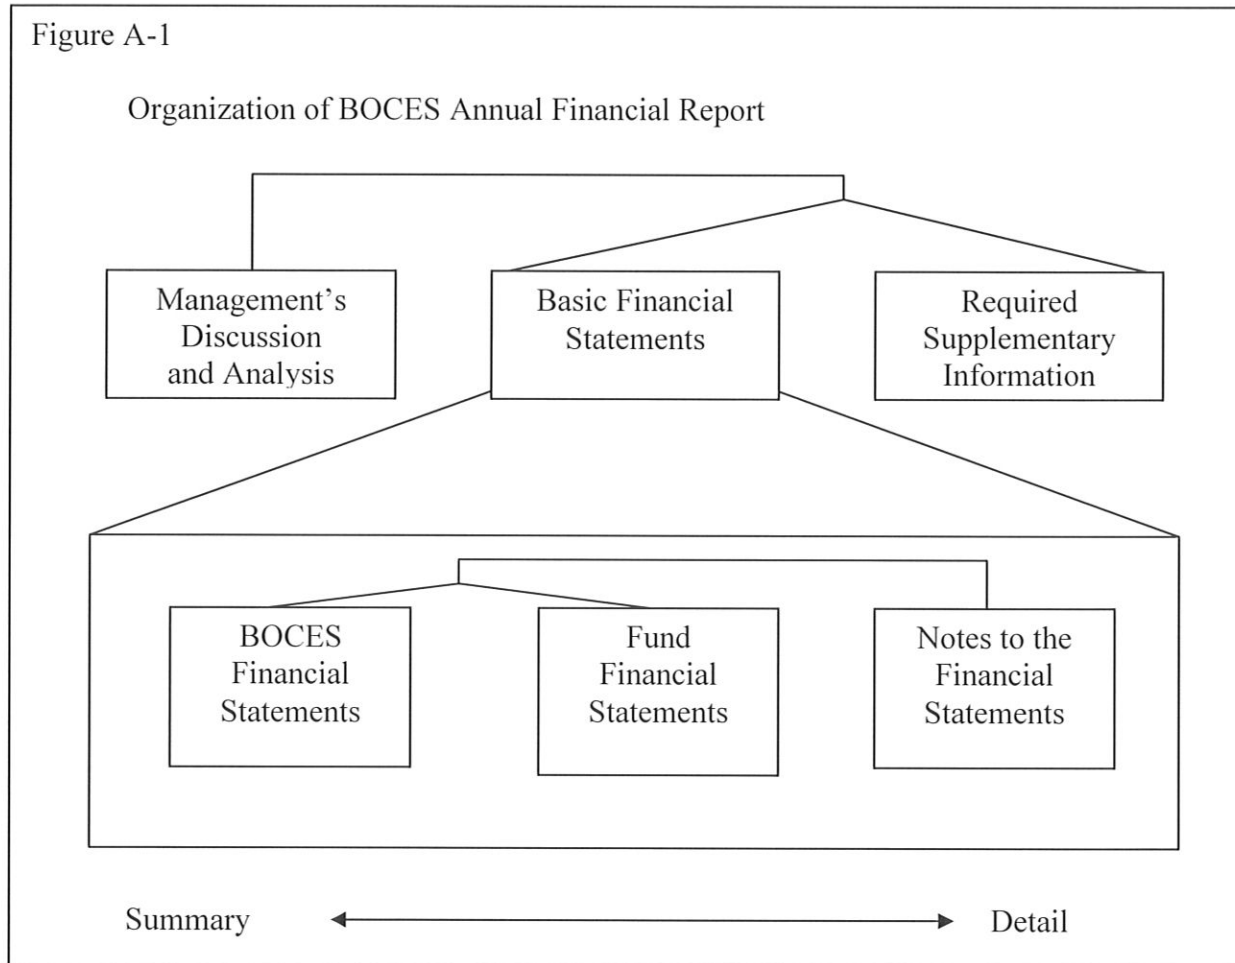 Figure A-1
Organization of BOCES Annual Financial Report
Management’s
Discussion
and Analysis
Basic Financial
Statements
Required
Supplementary
Information
BOCES
Financial
Statements
Fund
Financial
Statements
Notes to the
Financial
Statements
Summary
Detail